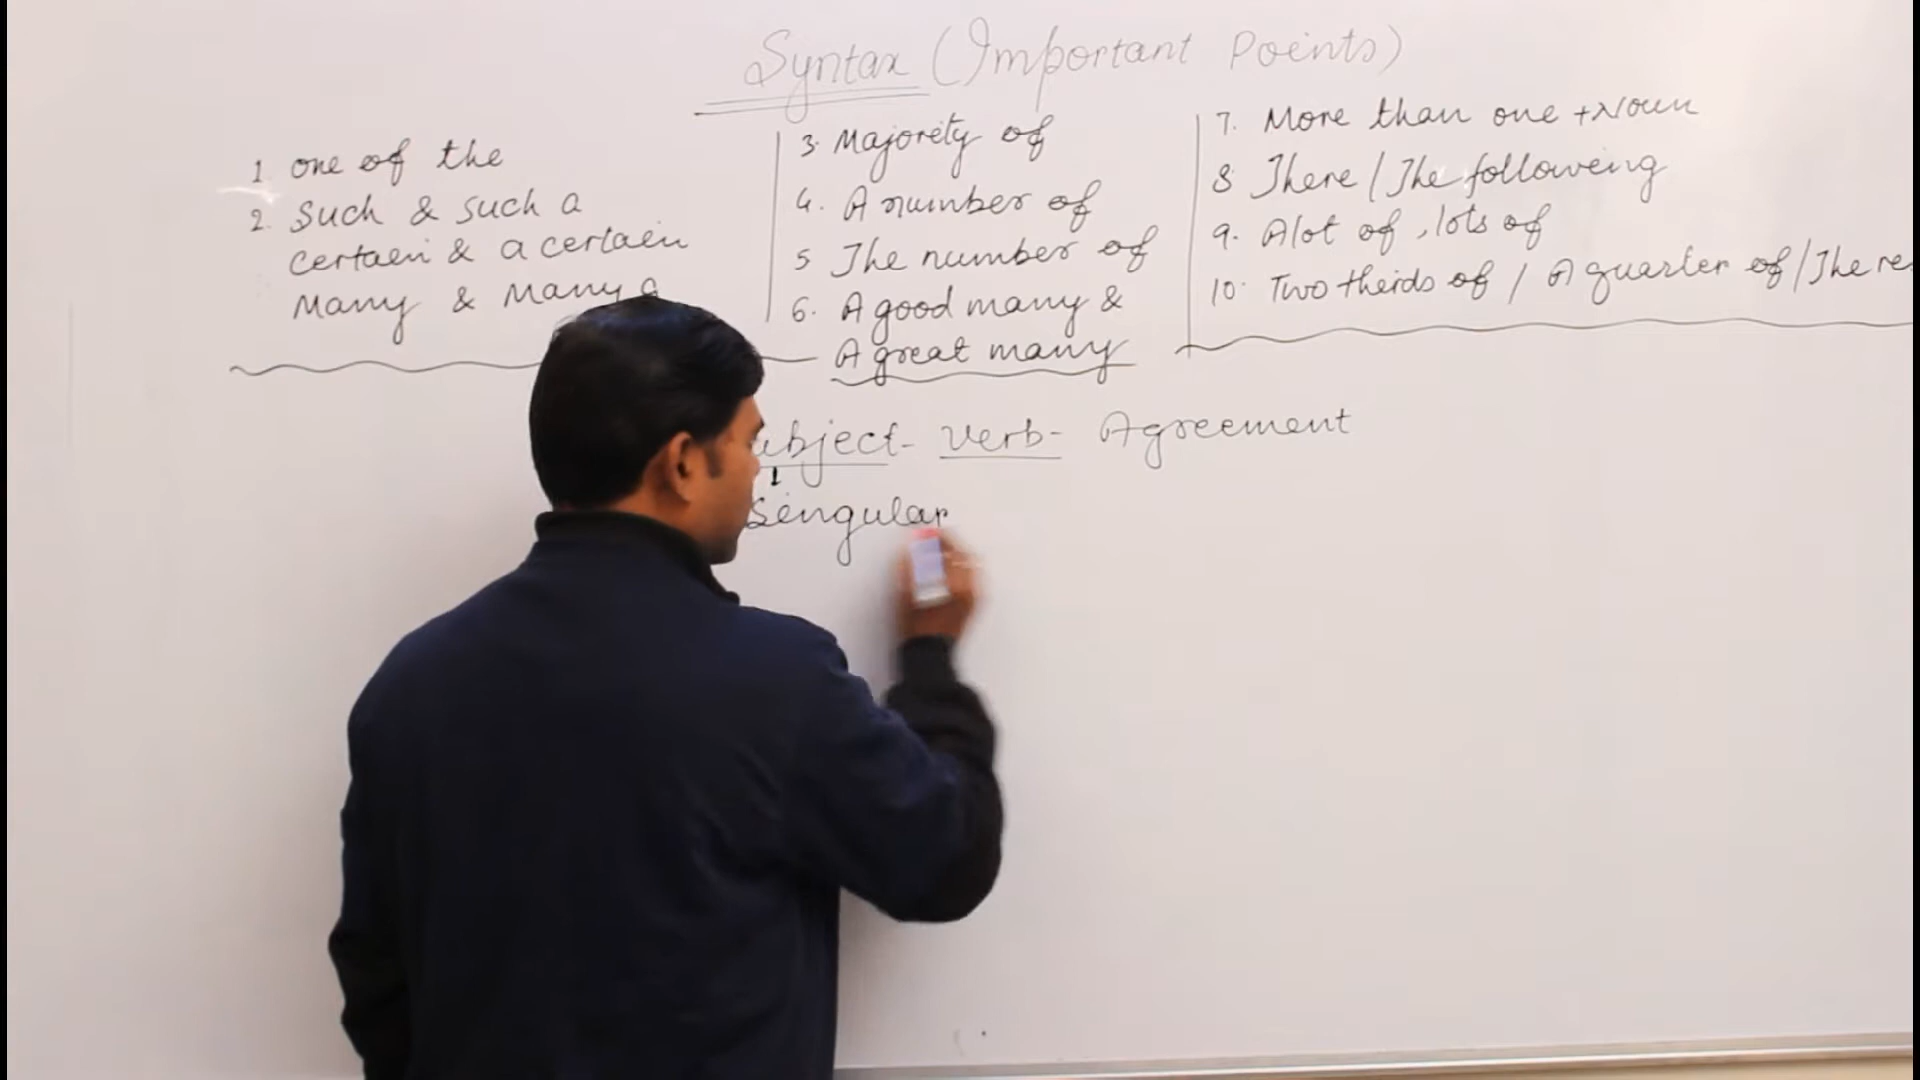 Syntax (Important Points)
1. one of the
2. Such & such a
certain & a certain
Many & Many a
3. Majority of
4. A number of
5 The number of
6. A good many &
A great many
7. More than one + Noun
8 There / The following
9. Alot of , lots of
10. Two thirds of / A quarter of / The re
ubject- Verb- Agreement
Singular